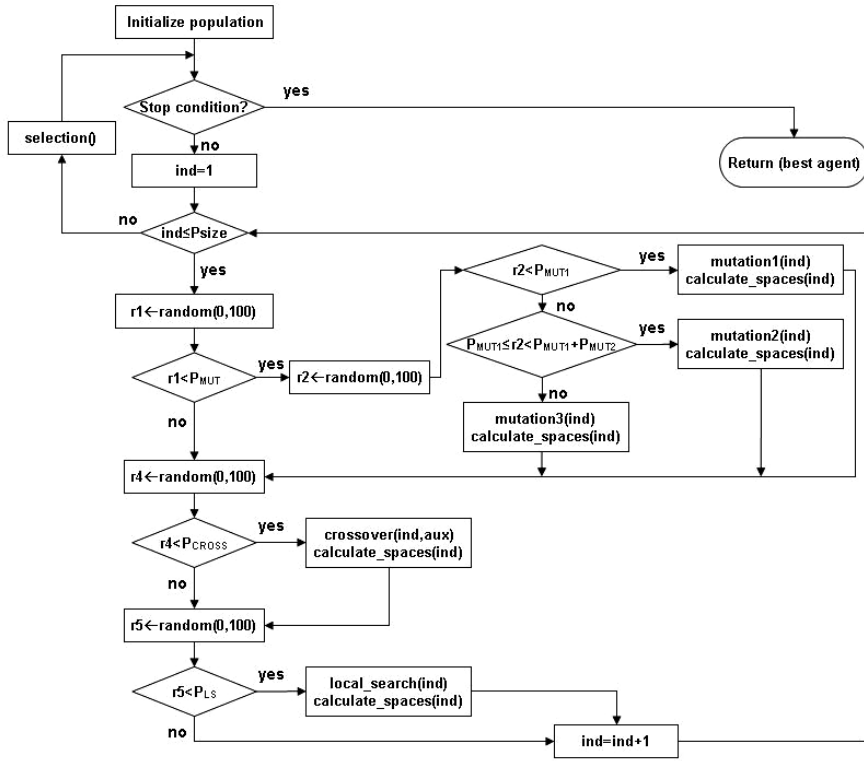 Initialize population
Stop condition?
yes
no
selection()
ind=1
Return (best agent)
no
ind≤Psize
yes
r1←random(0,100)
r2<PMUT1
yes
mutation1(ind)
calculate_spaces(ind)
no
PMUT1≤r2<PMUT1+PMUT2
yes
mutation2(ind)
calculate_spaces(ind)
r1<PMUT
yes
r2←random(0,100)
no
no
mutation3(ind)
calculate_spaces(ind)
r4←random(0,100)
r4<PCROSS
yes
crossover(ind,aux)
calculate_spaces(ind)
no
r5←random(0,100)
r5<PLS
yes
local_search(ind)
calculate_spaces(ind)
no
ind=ind+1